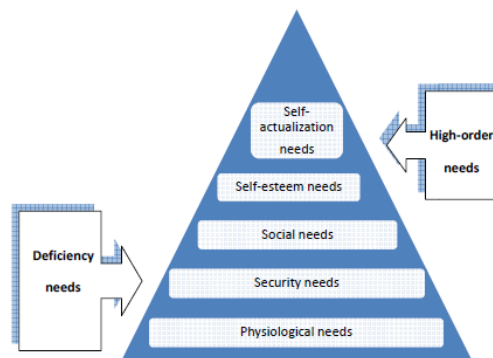 Self-
actualization
needs
High-order
needs
Self-esteem needs
Social needs
Deficiency
needs
Security needs
Physiological needs